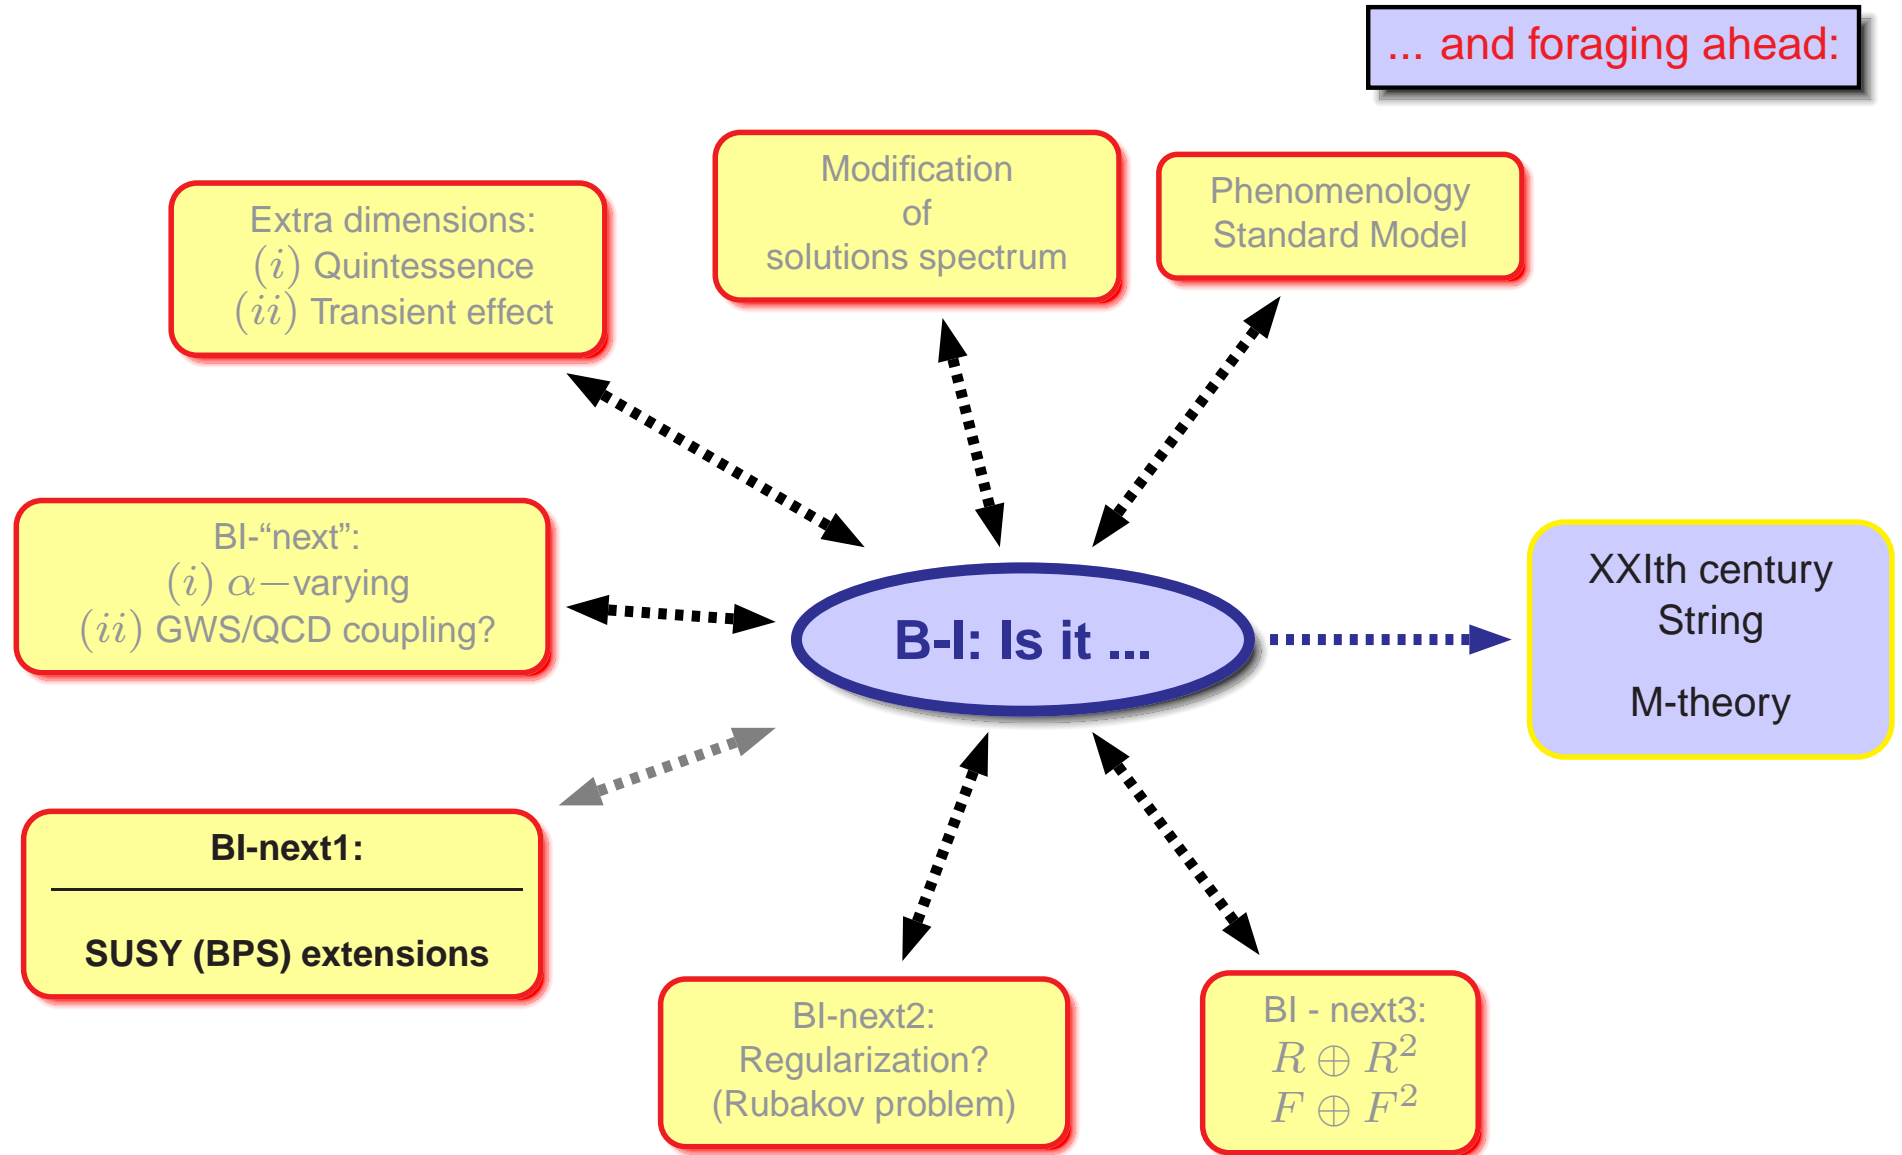 ... and foraging ahead:
Extra dimensions:
(i) Quintessence
(ii) Transient effect
Modification
of
solutions spectrum
Phenomenology
Standard Model
BI-“next”:
(i) α−varying
(ii) GWS/QCD coupling?
B-I: Is it ...
XXIth century
String
M-theory
BI-next1:
SUSY (BPS) extensions
BI-next2:
Regularization?
(Rubakov problem)
BI - next3:
R ⊕ R²
F ⊕ F²